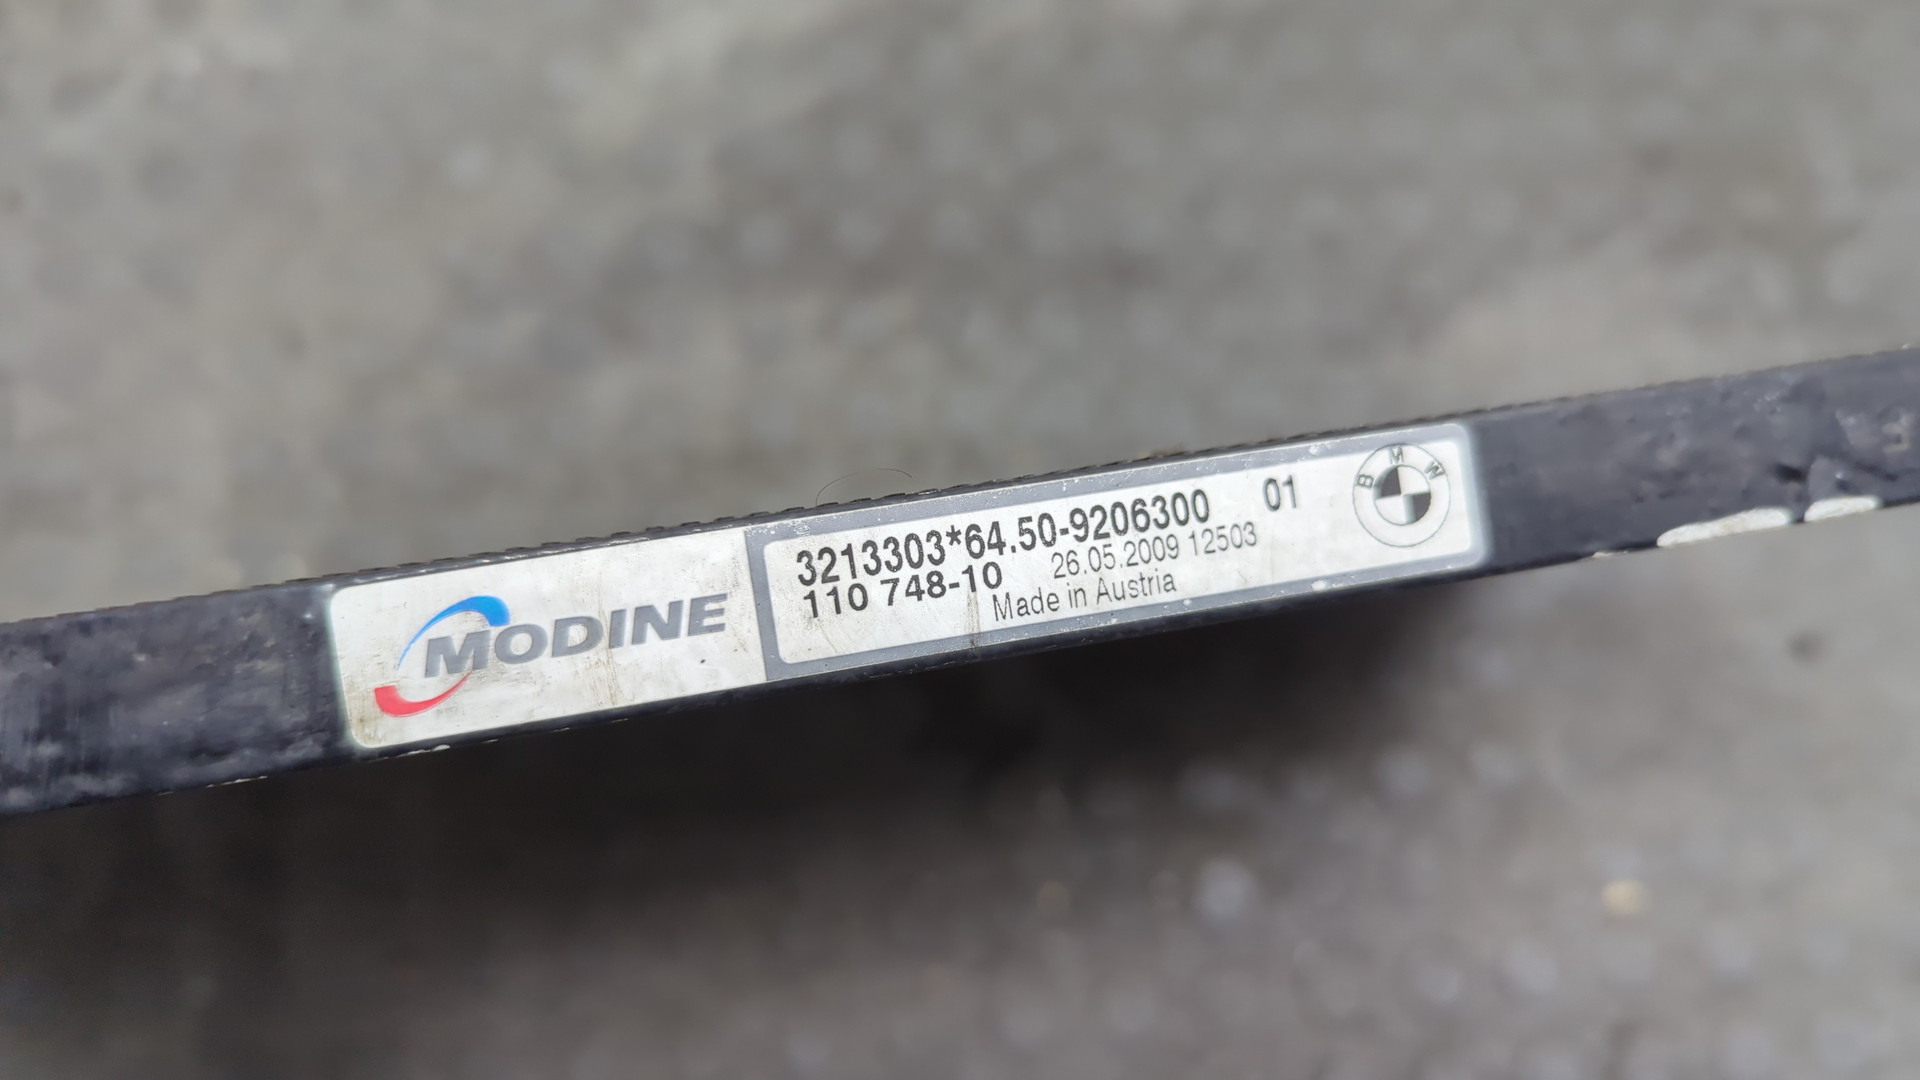 MODINE
3213303*64.50-9206300 01
110 748-10 26.05.2009 12503
Made in Austria
BMW